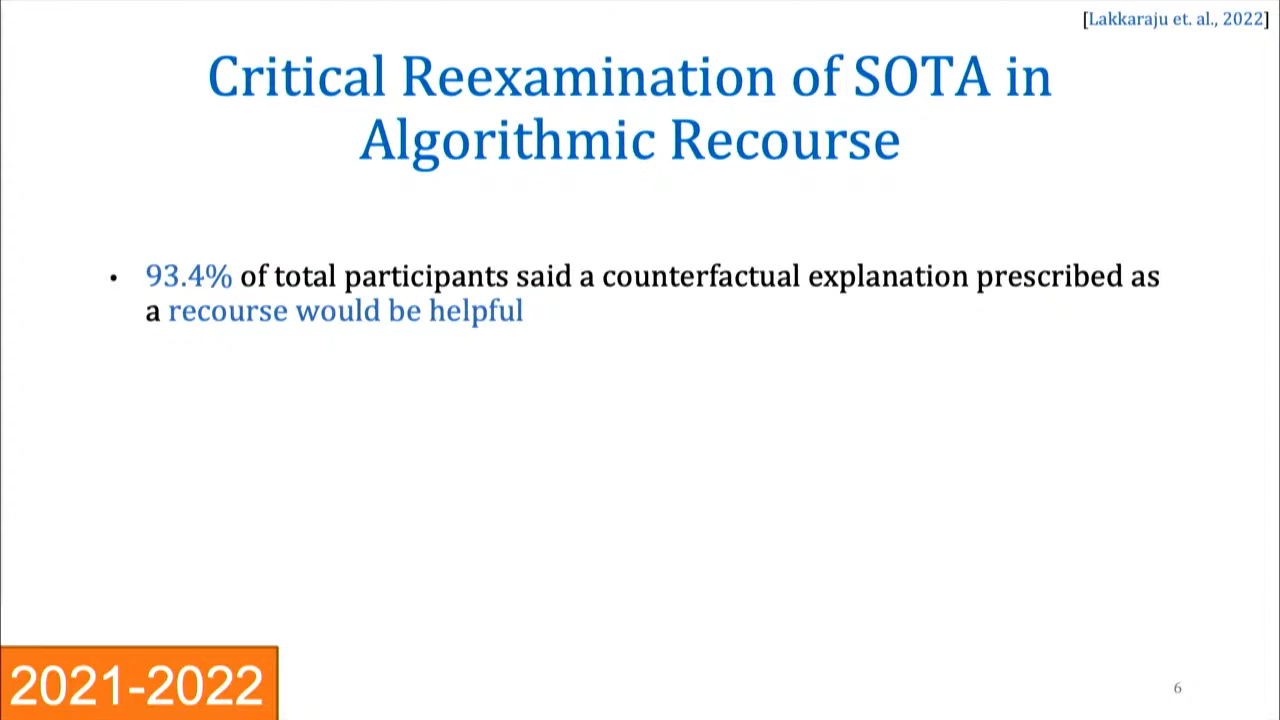 [Lakkaraju et. al., 2022]
Critical Reexamination of SOTA in
Algorithmic Recourse
• 93.4% of total participants said a counterfactual explanation prescribed as
a recourse would be helpful
2021-2022
6